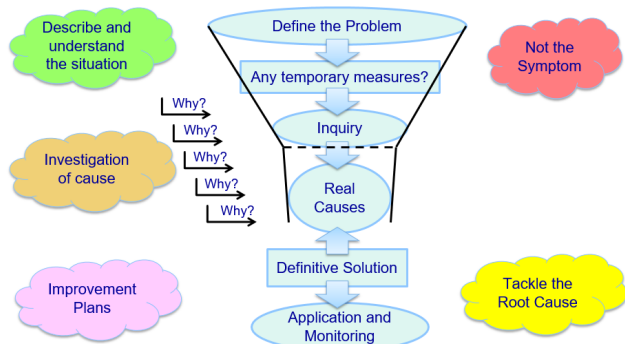 Describe and
understand
the situation
Define the Problem
Not the
Symptom
Any temporary measures?
Why?
Why?
Why?
Why?
Why?
Inquiry
Investigation
of cause
Real
Causes
Definitive Solution
Improvement
Plans
Tackle the
Root Cause
Application and
Monitoring